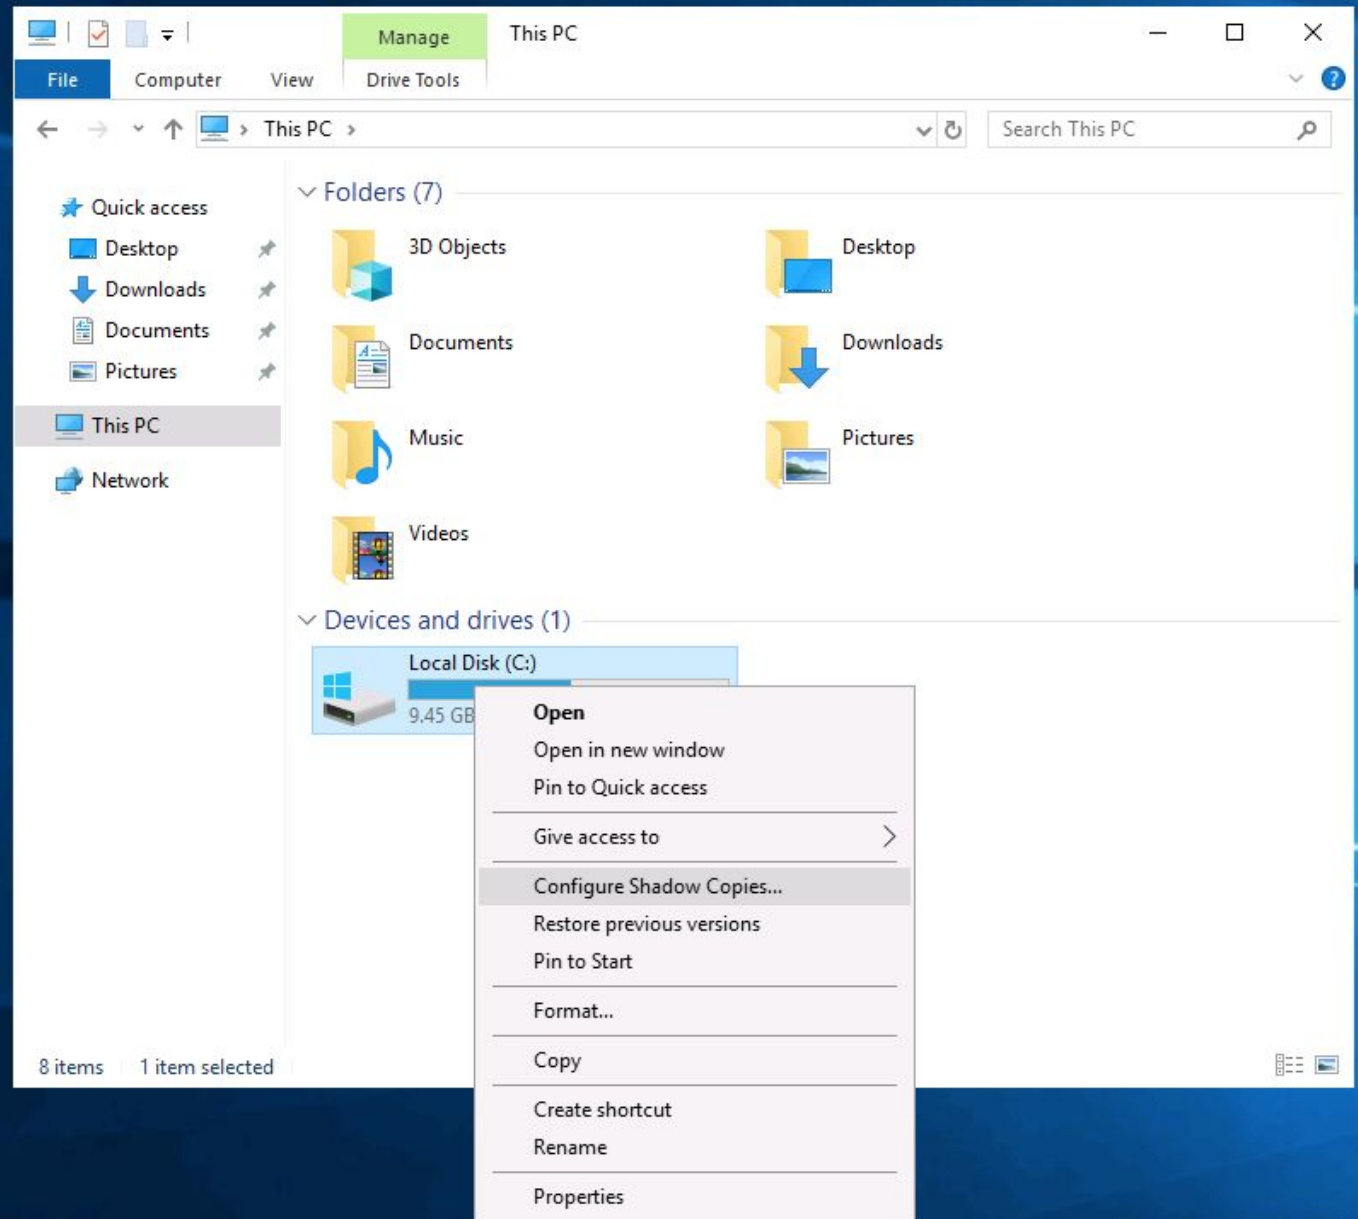 Manage
This PC
File
Computer
View
Drive Tools
This PC
Search This PC
Quick access
Desktop
Downloads
Documents
Pictures
This PC
Network
Folders (7)
3D Objects
Desktop
Documents
Downloads
Music
Pictures
Videos
Devices and drives (1)
Local Disk (C:)
9.45 GB
Open
Open in new window
Pin to Quick access
Give access to
Configure Shadow Copies...
Restore previous versions
Pin to Start
Format...
Copy
Create shortcut
Rename
Properties
8 items
1 item selected